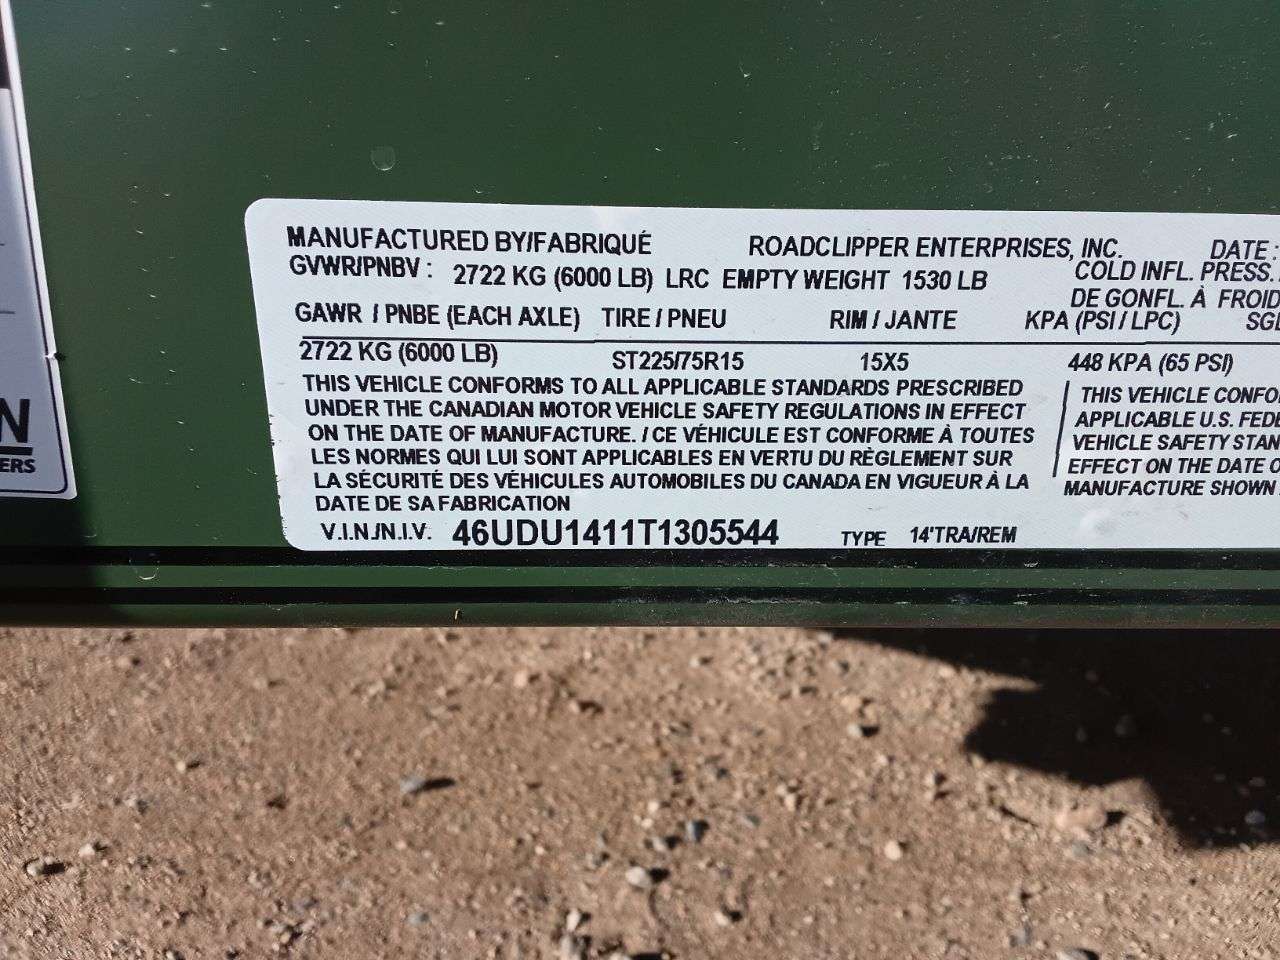 MANUFACTURED BY/FABRIQUÉ ROADCLIPPER ENTERPRISES, INC. DATE :
GVWR/PNBV : 2722 KG (6000 LB) LRC EMPTY WEIGHT 1530 LB COLD INFL. PRESS.
DE GONFL. À FROID
GAWR / PNBE (EACH AXLE) TIRE / PNEU RIM / JANTE KPA (PSI / LPC)
2722 KG (6000 LB) ST225/75R15 15X5 448 KPA (65 PSI)
THIS VEHICLE CONFORMS TO ALL APPLICABLE STANDARDS PRESCRIBED
UNDER THE CANADIAN MOTOR VEHICLE SAFETY REGULATIONS IN EFFECT
ON THE DATE OF MANUFACTURE. / CE VÉHICULE EST CONFORME À TOUTES
LES NORMES QUI LUI SONT APPLICABLES EN VERTU DU RÈGLEMENT SUR
LA SÉCURITÉ DES VÉHICULES AUTOMOBILES DU CANADA EN VIGUEUR À LA
DATE DE SA FABRICATION
THIS VEHICLE CONFO
APPLICABLE U.S. FEDE
VEHICLE SAFETY STAN
EFFECT ON THE DATE O
MANUFACTURE SHOWN
V.I.N./N.I.V. 46UDU1411T1305544 TYPE 14'TRA/REM
N
ERS